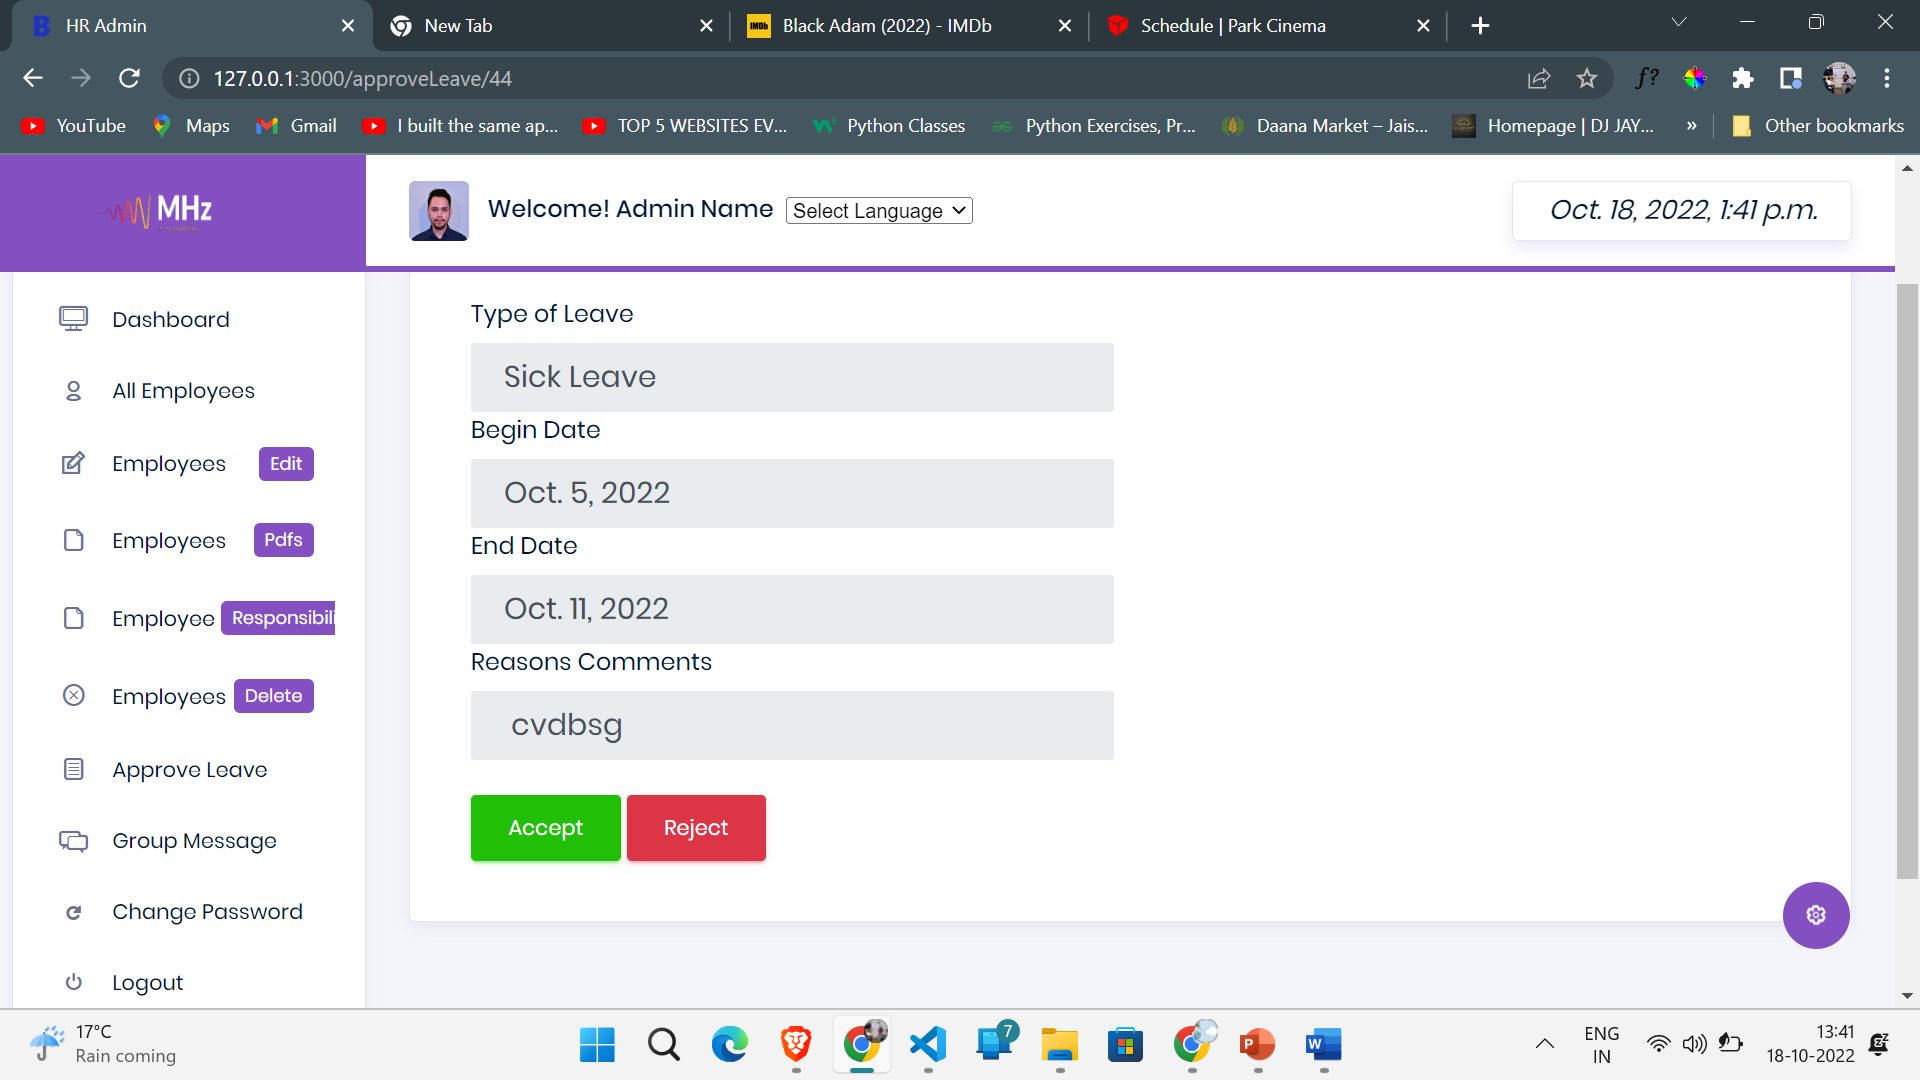 HR Admin
New Tab
Black Adam (2022) - IMDb
Schedule | Park Cinema
127.0.0.1:3000/approveLeave/44
f?
YouTube
Maps
Gmail
I built the same ap...
TOP 5 WEBSITES EV...
Python Classes
Python Exercises, Pr...
Daana Market – Jais...
Homepage | DJ JAY...
»
Other bookmarks
MHz
Welcome! Admin Name
Select Language
Oct. 18, 2022, 1:41 p.m.
Dashboard
All Employees
Employees Edit
Employees Pdfs
Employee Responsibili
Employees Delete
Approve Leave
Group Message
Change Password
Logout
Type of Leave
Sick Leave
Begin Date
Oct. 5, 2022
End Date
Oct. 11, 2022
Reasons Comments
cvdbsg
Accept
Reject
17°C
Rain coming
7
ENG
IN
13:41
18-10-2022